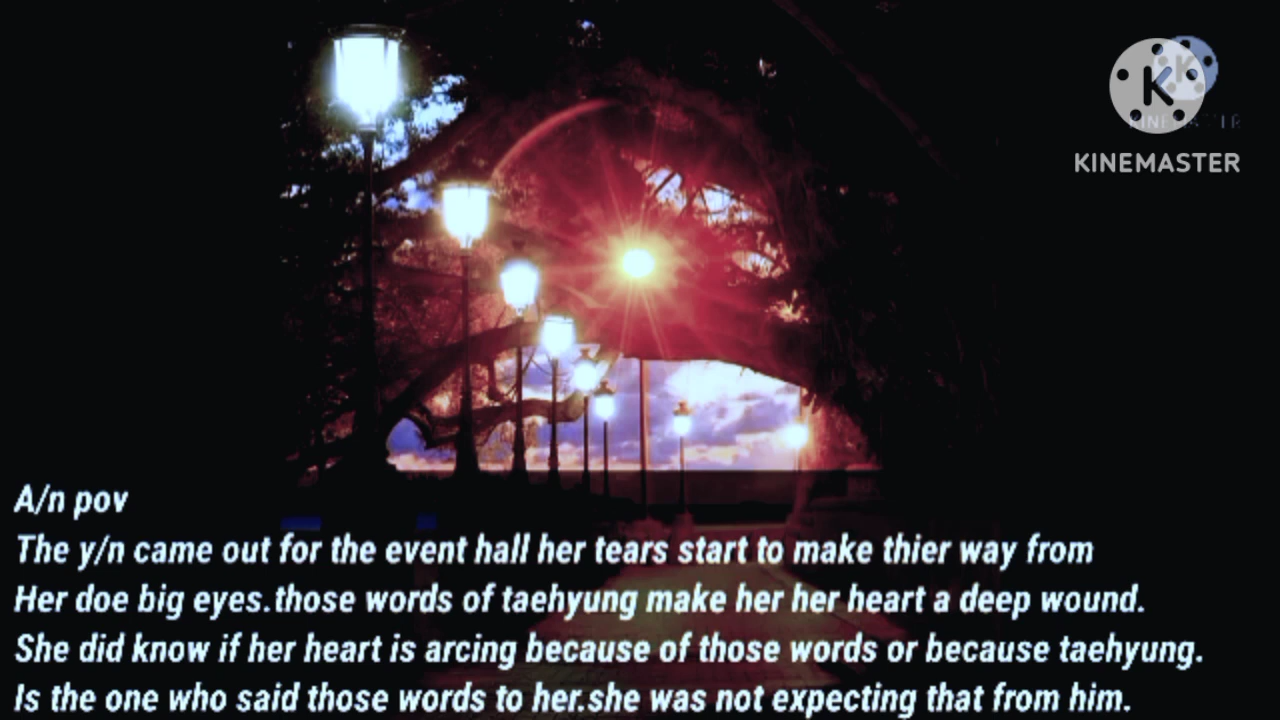 KINEMASTER
A/n pov
The y/n came out for the event hall her tears start to make thier way from
Her doe big eyes.those words of taehyung make her her heart a deep wound.
She did know if her heart is arcing because of those words or because taehyung.
Is the one who said those words to her.she was not expecting that from him.